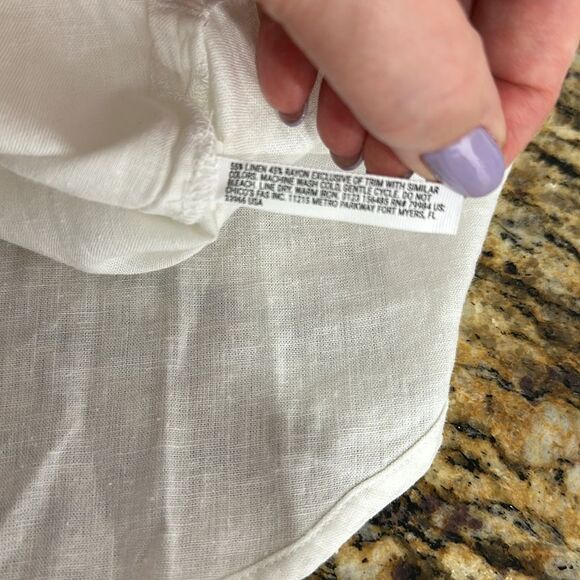 55% LINEN 45% RAYON EXCLUSIVE OF TRIM WITH SIMILAR
COLORS. MACHINE WASH COLD, GENTLE CYCLE, DO NOT
BLEACH, LINE DRY, WARM IRON, 0123 156485 RN# 79984 US:
CHICO'S FAS INC. 11215 METRO PARKWAY FORT MYERS, FL
33966 USA